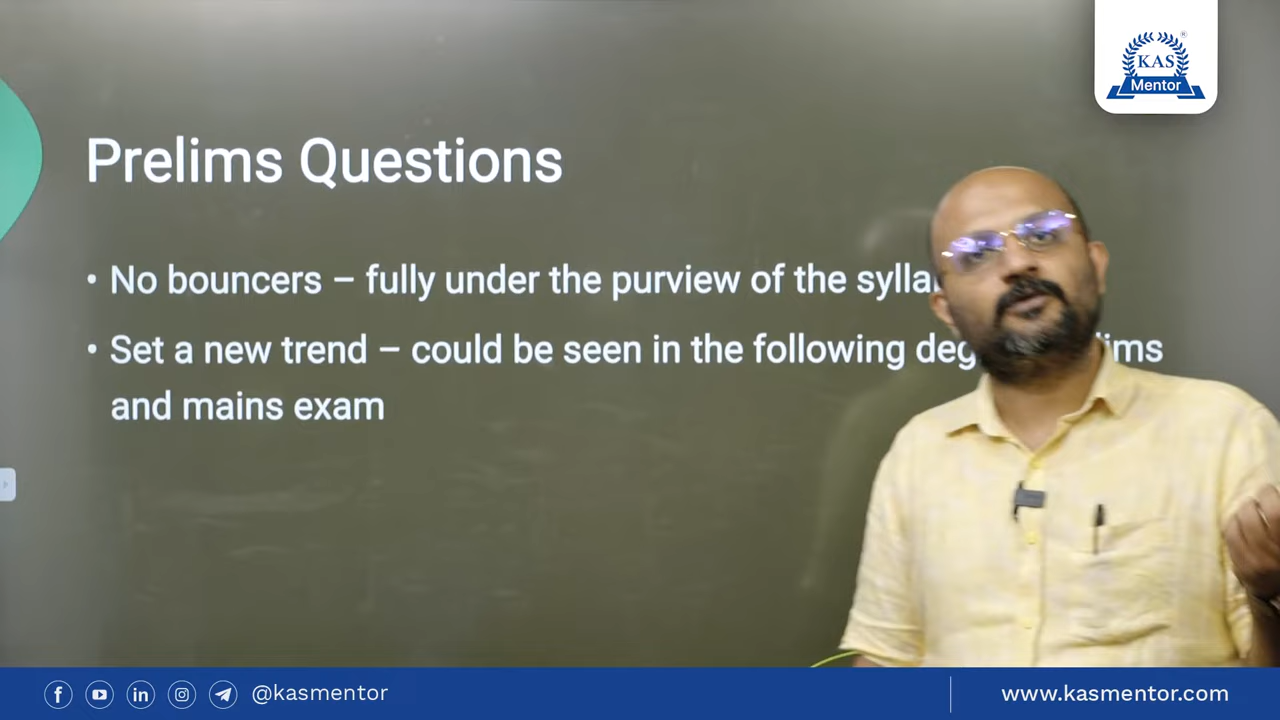 KAS
Mentor
Prelims Questions
• No bouncers – fully under the purview of the
• Set a new trend – could be seen in the following
and mains exam
@kasmentor
www.kasmentor.com